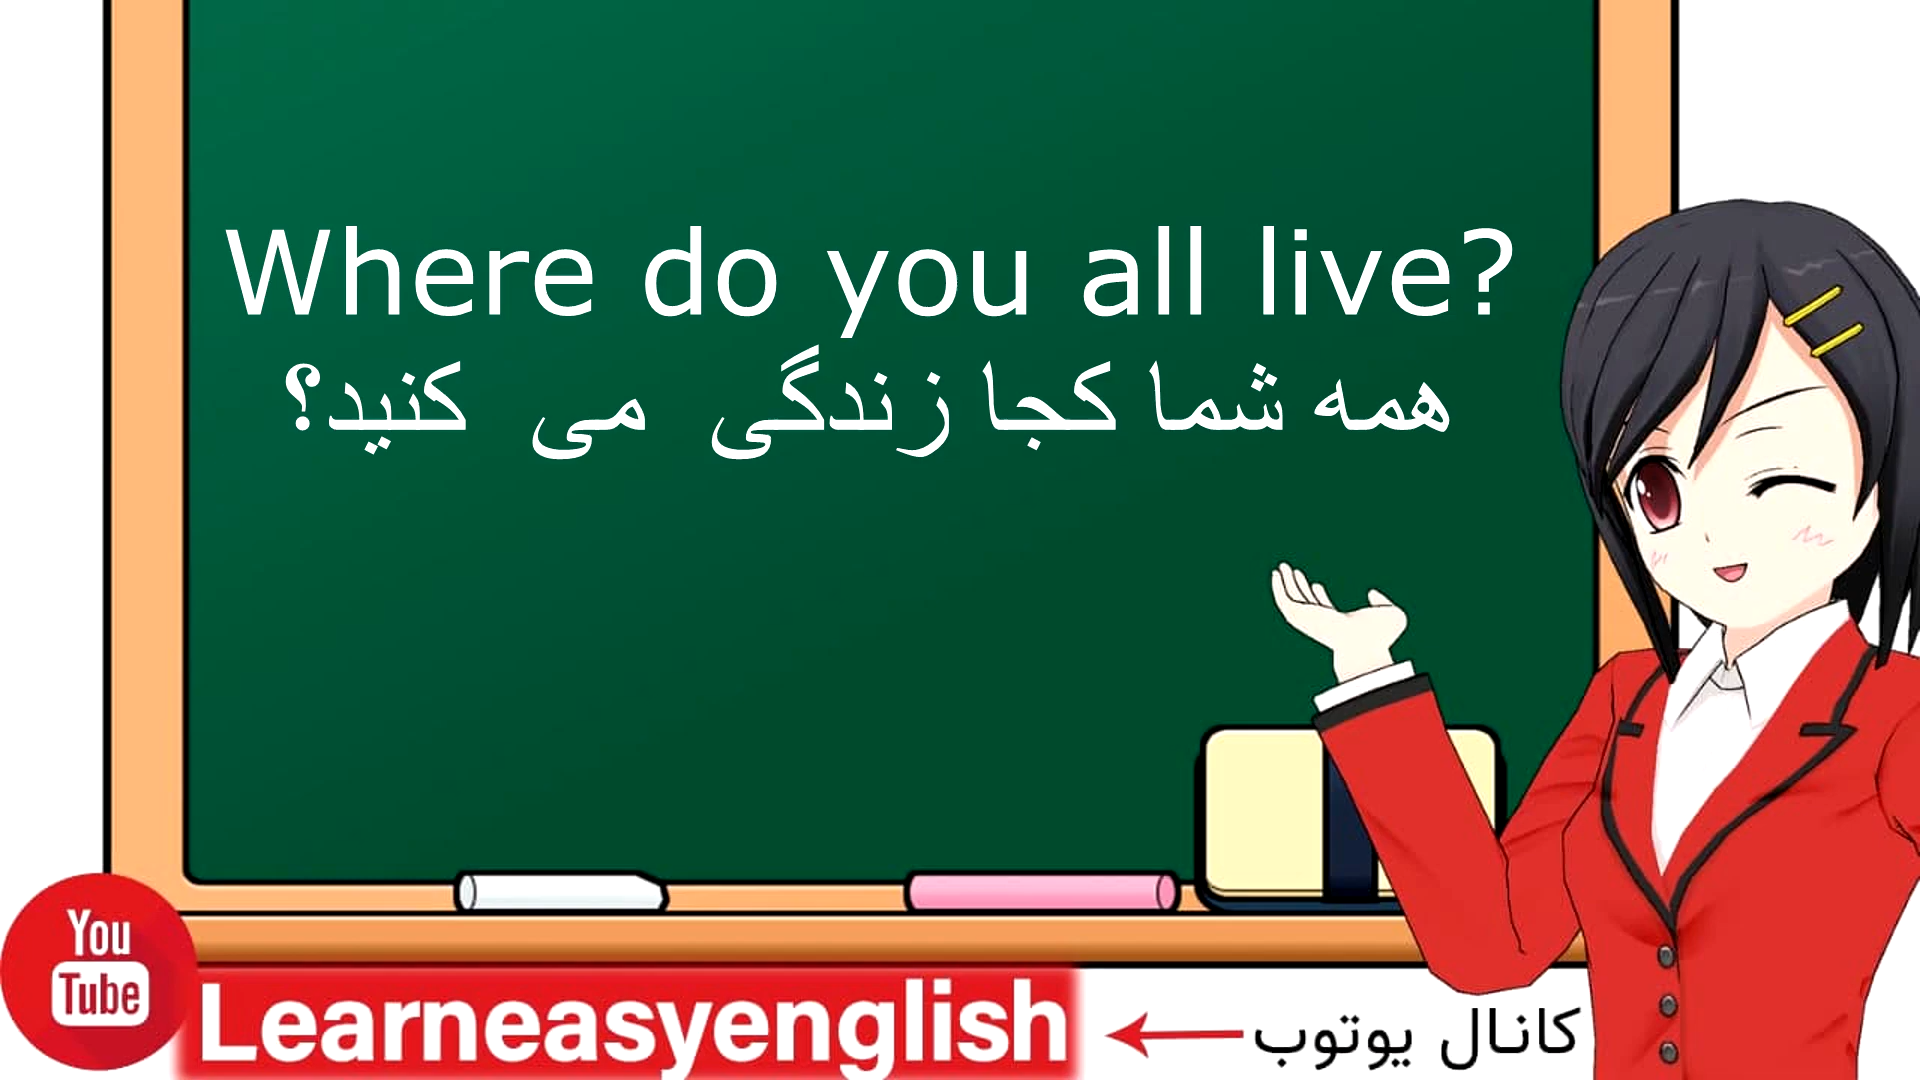 Where do you all live?
همه شما کجا زندگی می کنید؟
You
Tube
Learneasyenglish
کانال یوتوب